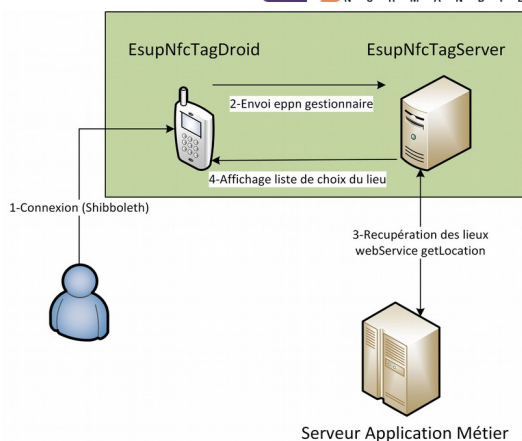 N O R M A N D I E
EsupNfcTagDroid
EsupNfcTagServer
2-Envoi eppn gestionnaire
4-Affichage liste de choix du lieu
1-Connexion (Shibboleth)
3-Recupération des lieux
webService getLocation
Serveur Application Métier